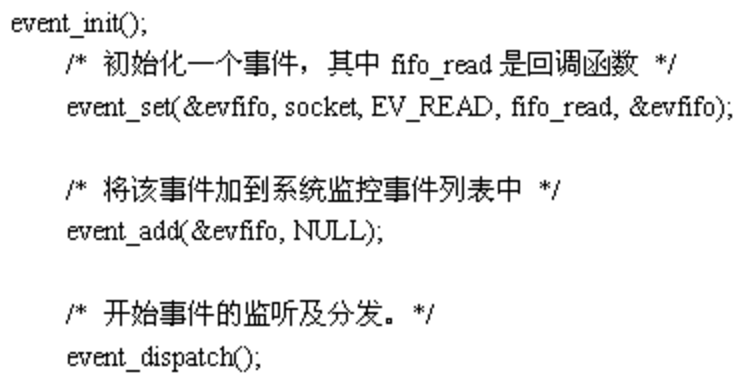 event_init();
/* 初始化一个事件，其中 fifo_read 是回调函数 */
event_set(&evfifo, socket, EV_READ, fifo_read, &evfifo);
/* 将该事件加到系统监控事件列表中 */
event_add(&evfifo, NULL);
/* 开始事件的监听及分发。*/
event_dispatch();